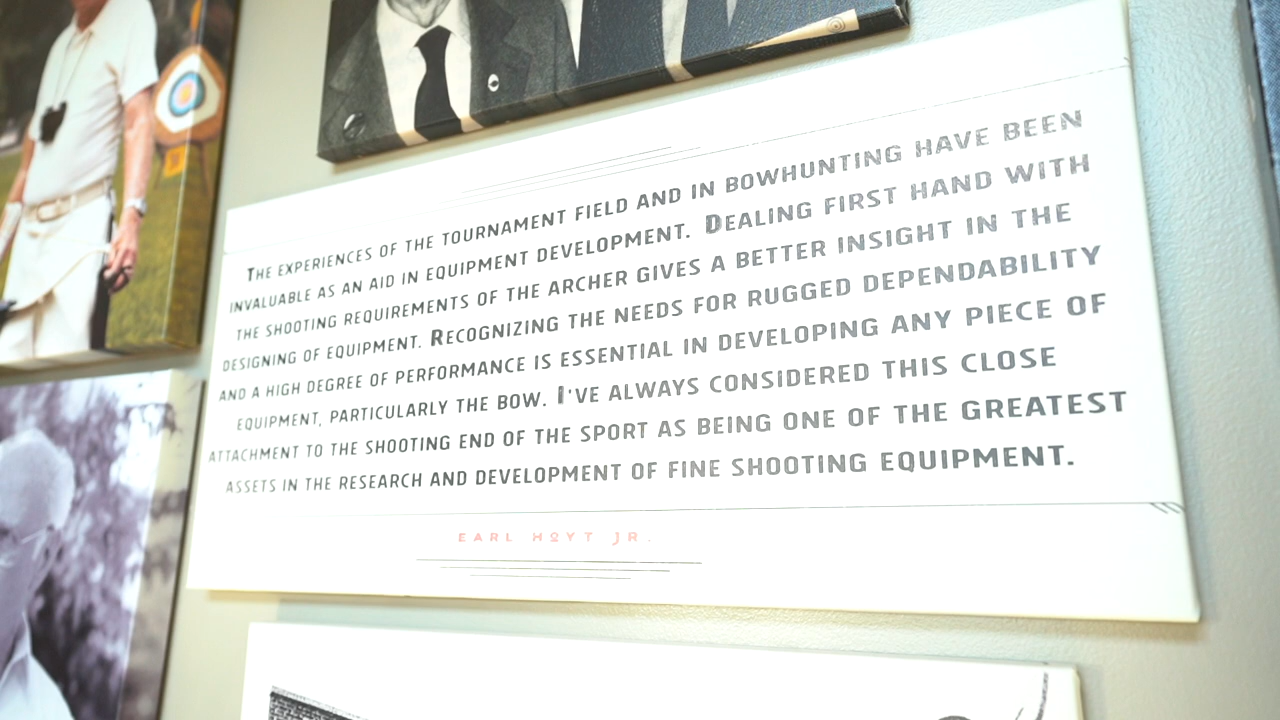 THE EXPERIENCES OF THE TOURNAMENT FIELD AND IN BOWHUNTING HAVE BEEN
INVALUABLE AS AN AID IN EQUIPMENT DEVELOPMENT. DEALING FIRST HAND WITH
THE SHOOTING REQUIREMENTS OF THE ARCHER GIVES A BETTER INSIGHT IN THE
DESIGNING OF EQUIPMENT. RECOGNIZING THE NEEDS FOR RUGGED DEPENDABILITY
AND A HIGH DEGREE OF PERFORMANCE IS ESSENTIAL IN DEVELOPING ANY PIECE OF
EQUIPMENT, PARTICULARLY THE BOW. I'VE ALWAYS CONSIDERED THIS CLOSE
ATTACHMENT TO THE SHOOTING END OF THE SPORT AS BEING ONE OF THE GREATEST
ASSETS IN THE RESEARCH AND DEVELOPMENT OF FINE SHOOTING EQUIPMENT.
EARL HOYT JR.